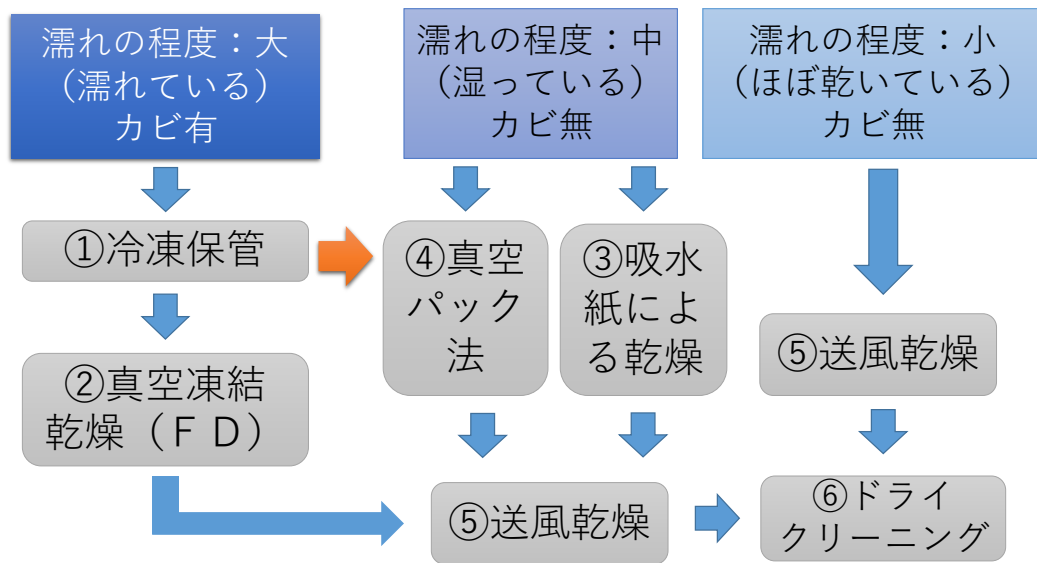 濡れの程度：大
（濡れている）
カビ有
濡れの程度：中
（湿っている）
カビ無
濡れの程度：小
（ほぼ乾いている）
カビ無
①冷凍保管
④真空
パック
法
③吸水
紙によ
る乾燥
⑤送風乾燥
②真空凍結
乾燥（ＦＤ）
⑤送風乾燥
⑥ドライ
クリーニング